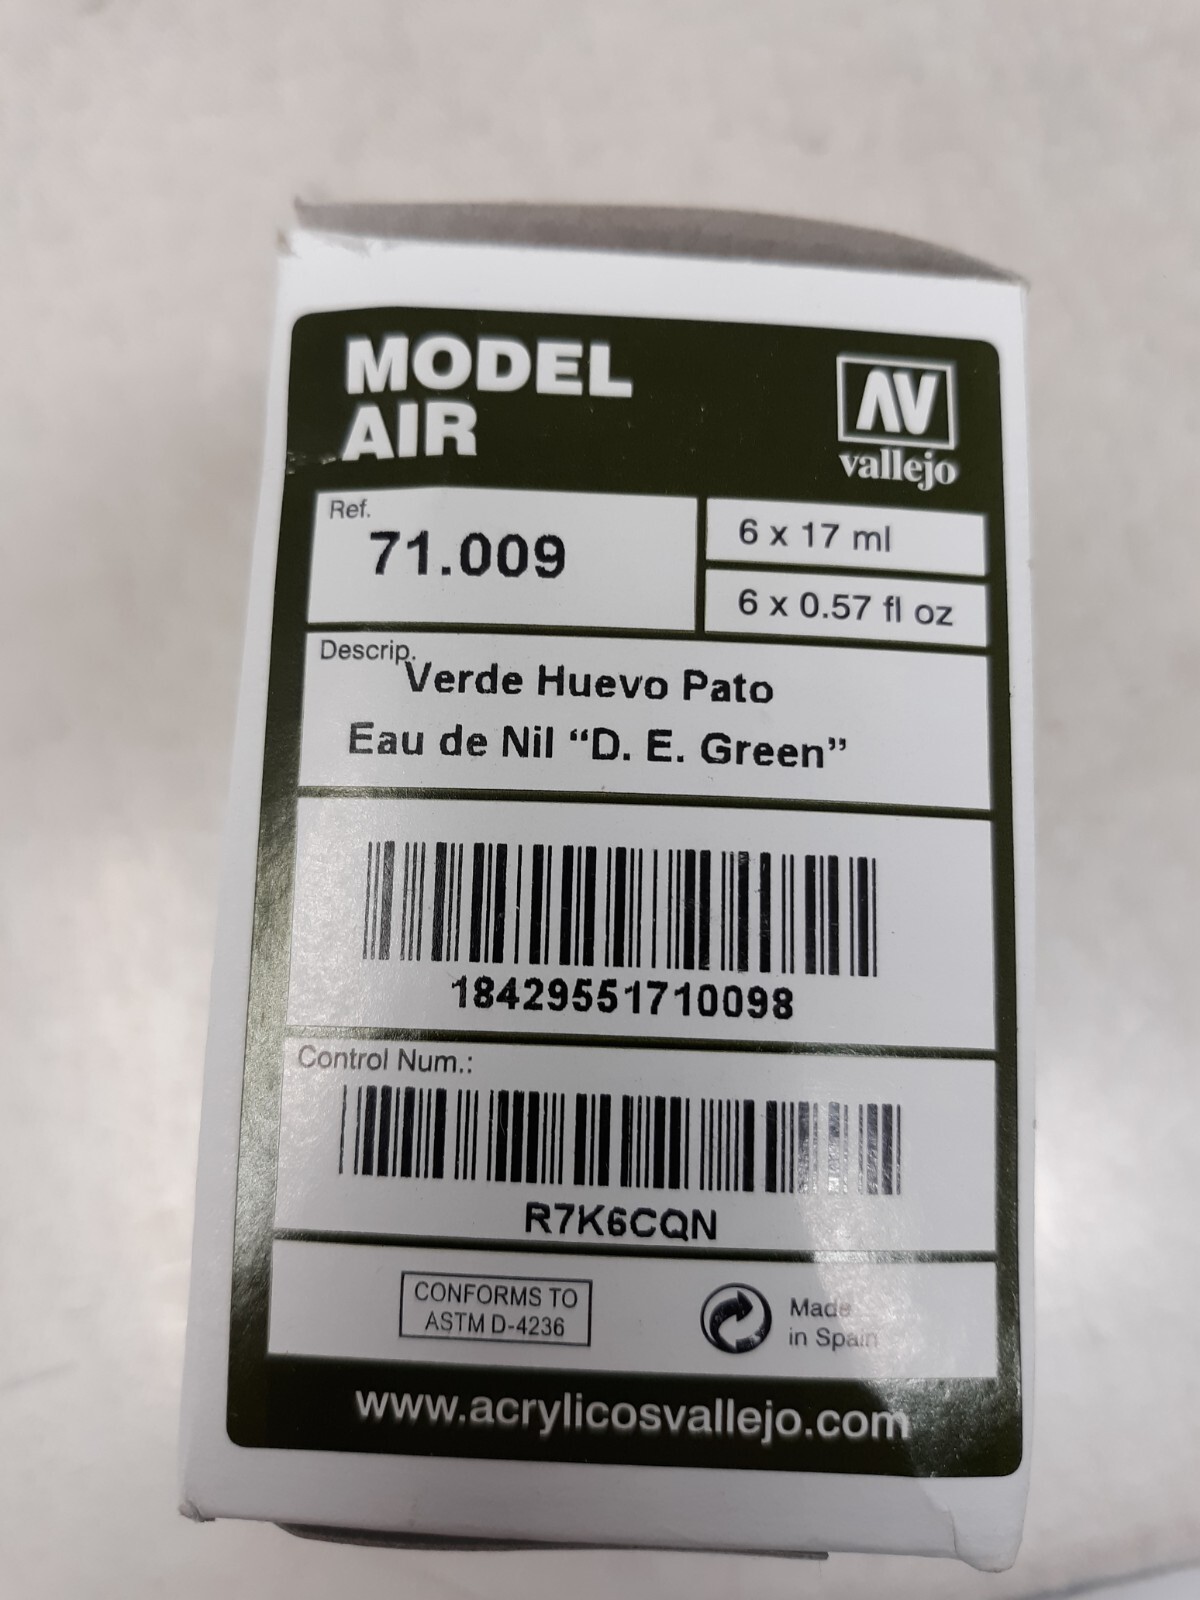 MODEL
AIR
AV
vallejo
Ref.
71.009
6 x 17 ml
6 x 0.57 fl oz
Descrip.
Verde Huevo Pato
Eau de Nil “D. E. Green”
18429551710098
Control Num.:
R7K6CQN
CONFORMS TO
ASTM D-4236
Made
in Spain
www.acrylicosvallejo.com